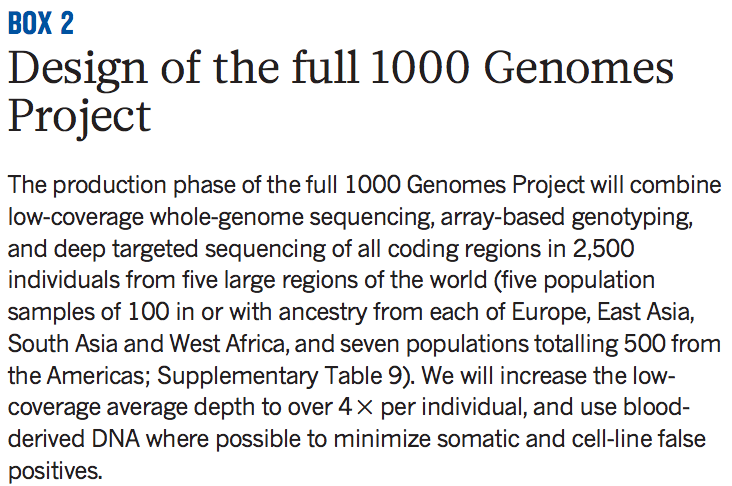 BOX 2
Design of the full 1000 Genomes
Project
The production phase of the full 1000 Genomes Project will combine
low-coverage whole-genome sequencing, array-based genotyping,
and deep targeted sequencing of all coding regions in 2,500
individuals from five large regions of the world (five population
samples of 100 in or with ancestry from each of Europe, East Asia,
South Asia and West Africa, and seven populations totalling 500 from
the Americas; Supplementary Table 9). We will increase the low-
coverage average depth to over 4× per individual, and use blood-
derived DNA where possible to minimize somatic and cell-line false
positives.